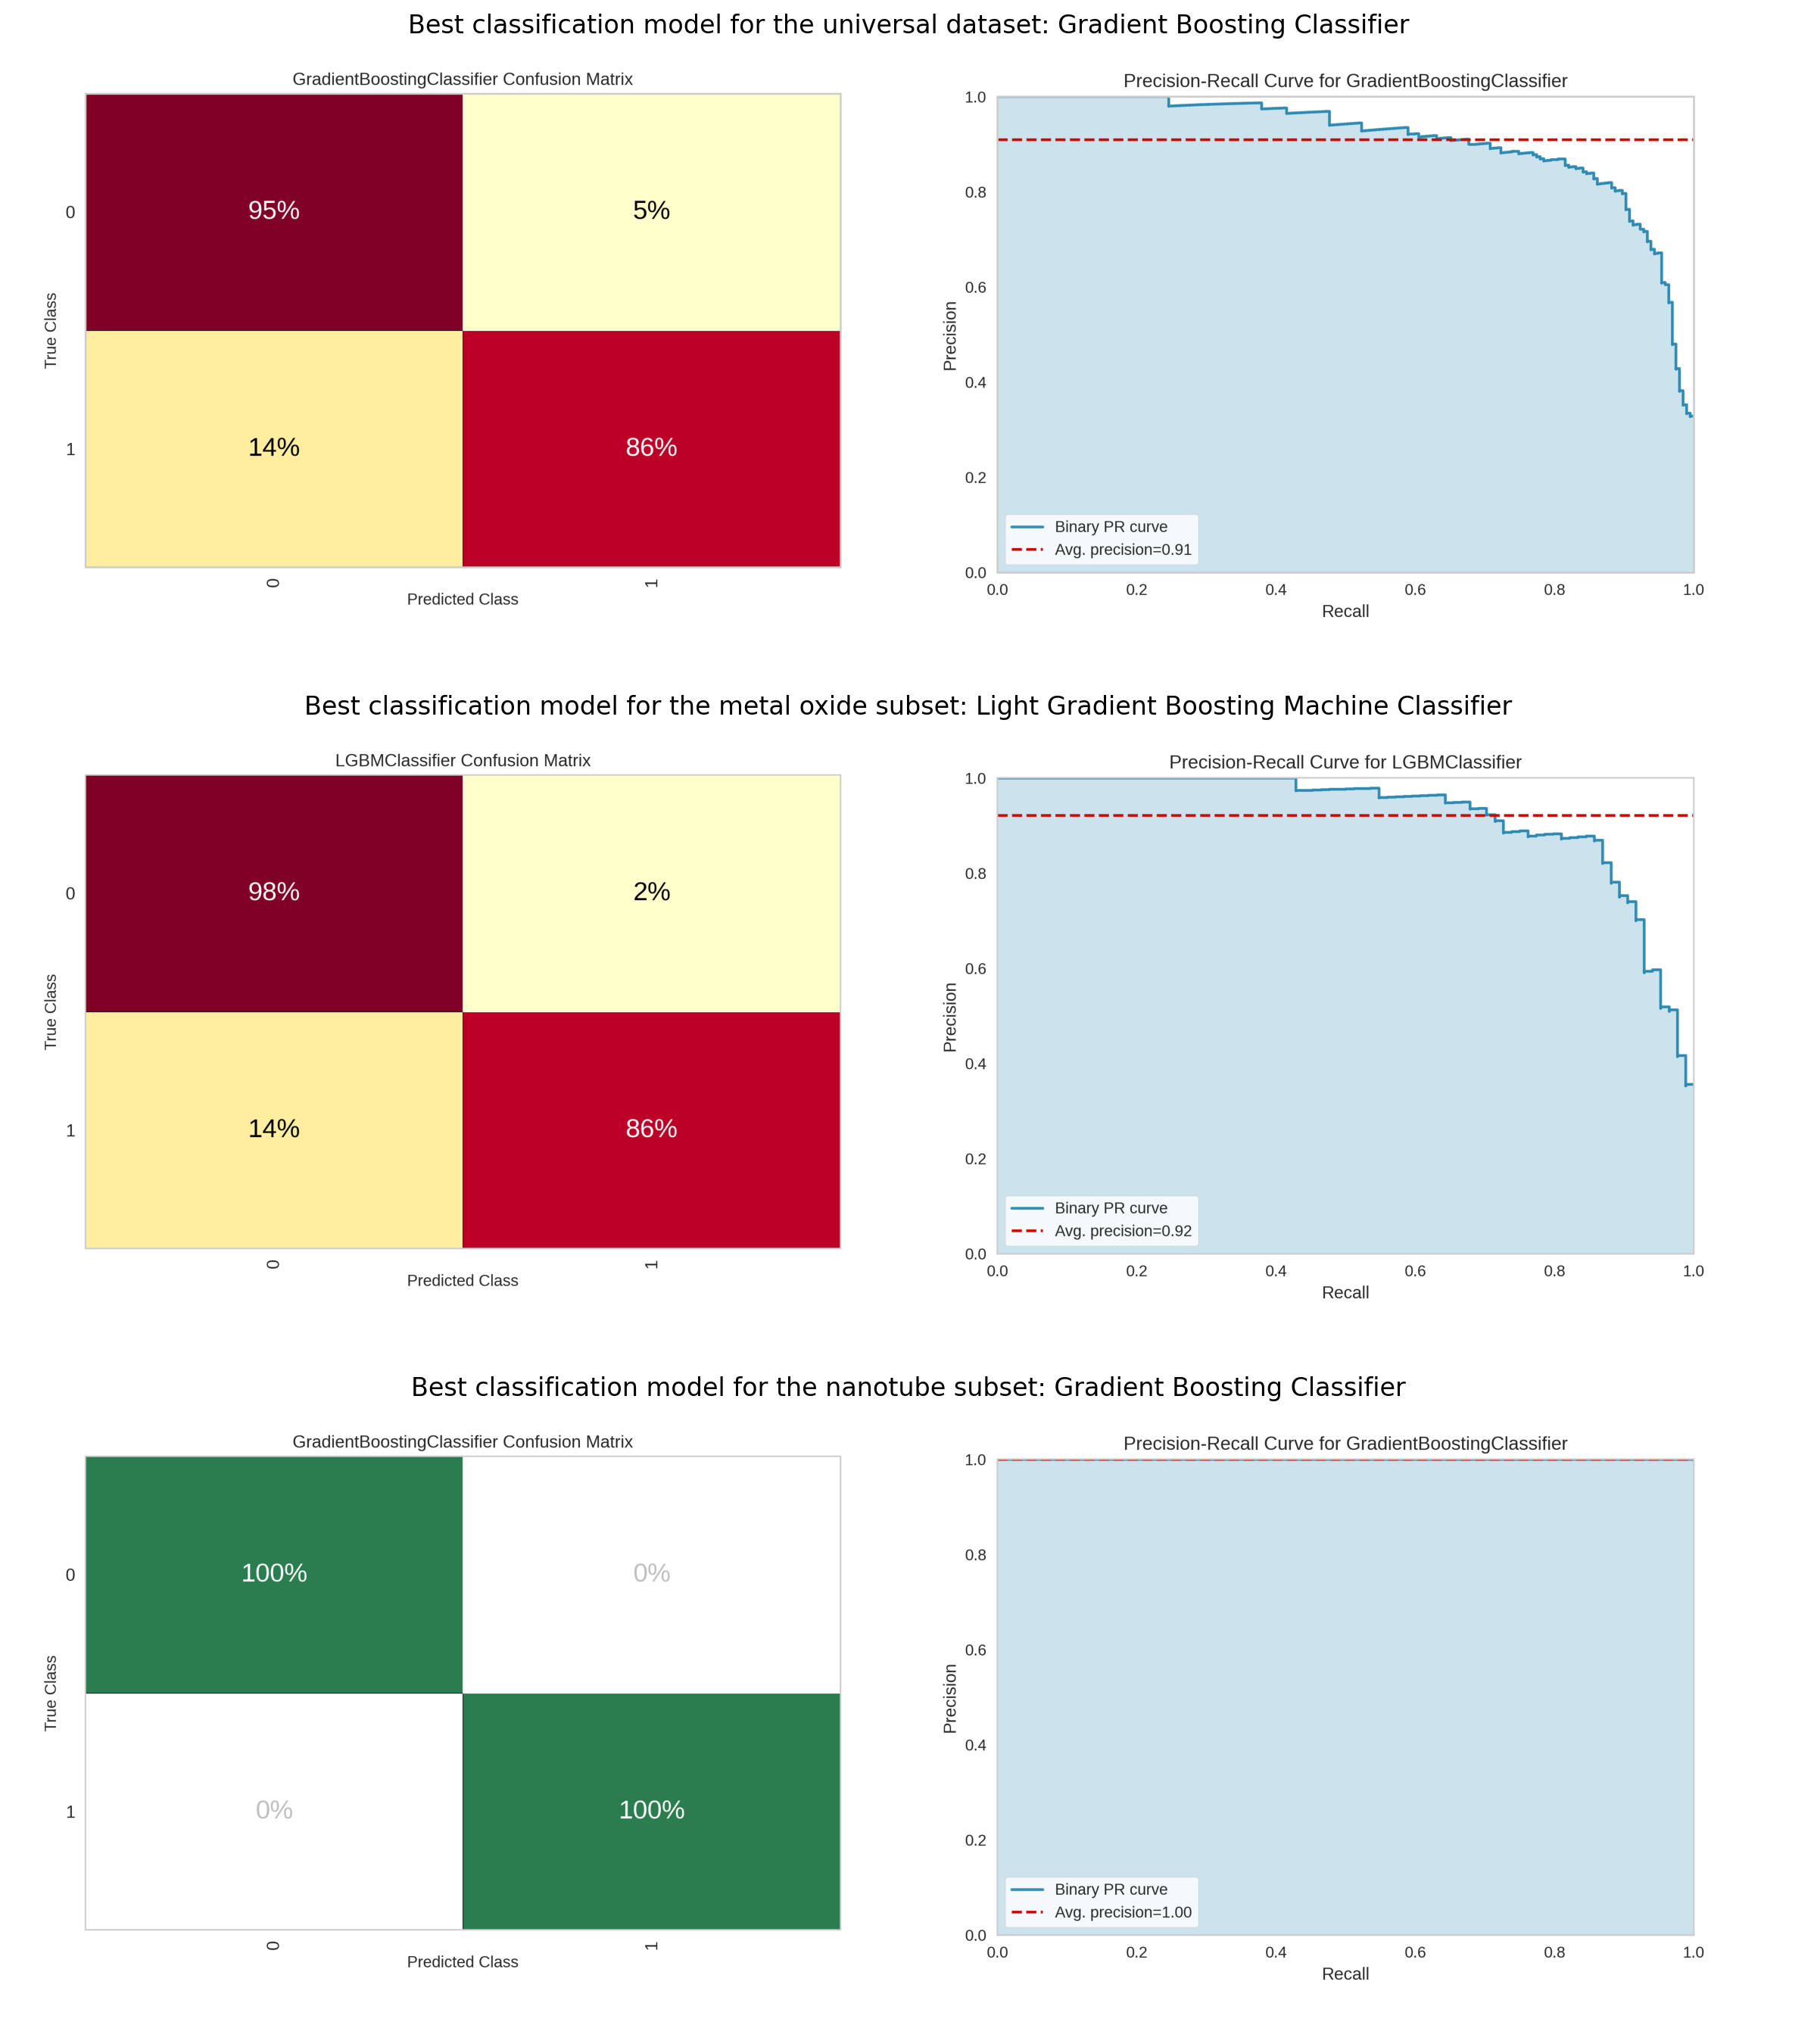 Best classification model for the universal dataset: Gradient Boosting Classifier
GradientBoostingClassifier Confusion Matrix
True Class
0
95%
5%
1
14%
86%
0
1
Predicted Class
Precision-Recall Curve for GradientBoostingClassifier
Precision
1.0
0.8
0.6
0.4
0.2
0.0
Binary PR curve
Avg. precision=0.91
0.0 0.2 0.4 0.6 0.8 1.0
Recall
Best classification model for the metal oxide subset: Light Gradient Boosting Machine Classifier
LGBMClassifier Confusion Matrix
True Class
0
98%
2%
1
14%
86%
0
1
Predicted Class
Precision-Recall Curve for LGBMClassifier
Precision
1.0
0.8
0.6
0.4
0.2
0.0
Binary PR curve
Avg. precision=0.92
0.0 0.2 0.4 0.6 0.8 1.0
Recall
Best classification model for the nanotube subset: Gradient Boosting Classifier
GradientBoostingClassifier Confusion Matrix
True Class
0
100%
0%
1
0%
100%
0
1
Predicted Class
Precision-Recall Curve for GradientBoostingClassifier
Precision
1.0
0.8
0.6
0.4
0.2
0.0
Binary PR curve
Avg. precision=1.00
0.0 0.2 0.4 0.6 0.8 1.0
Recall